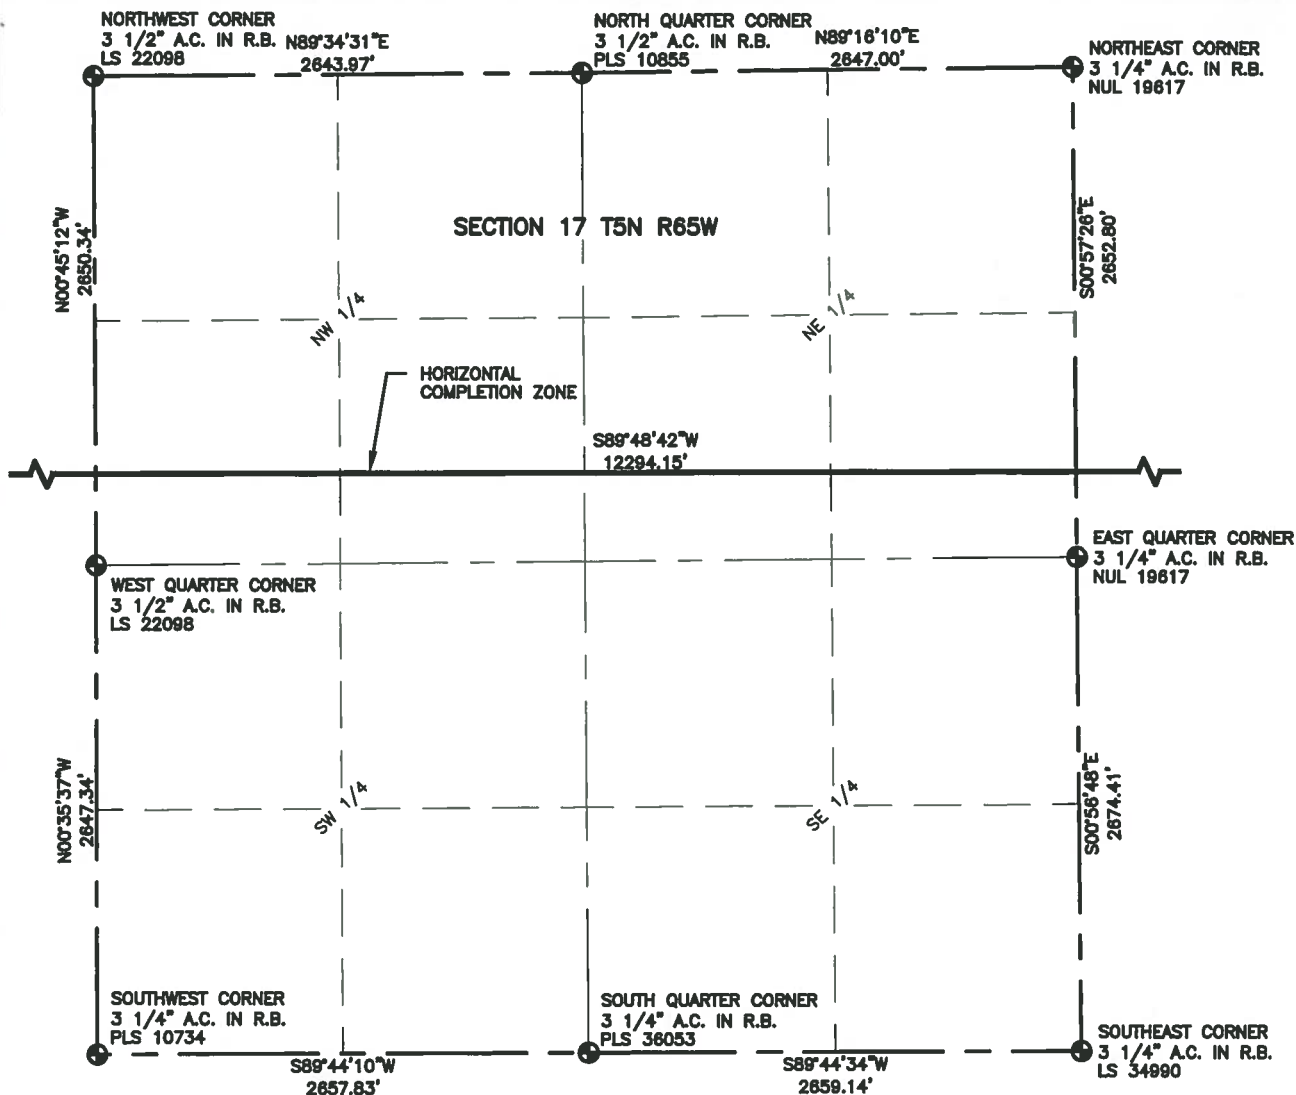 NORTHWEST CORNER
3 1/2" A.C. IN R.B.
LS 22098
N89°34'31"E
2643.97'
NORTH QUARTER CORNER
3 1/2" A.C. IN R.B.
PLS 10855
N89°16'10"E
2647.00'
NORTHEAST CORNER
3 1/4" A.C. IN R.B.
NUL 19617
N00°45'12"W
2650.34'
SECTION 17 T5N R65W
S00°57'26"E
2652.80'
NW 1/4
NE 1/4
HORIZONTAL
COMPLETION ZONE
S89°48'42"W
12294.15'
WEST QUARTER CORNER
3 1/2" A.C. IN R.B.
LS 22098
EAST QUARTER CORNER
3 1/4" A.C. IN R.B.
NUL 19617
N00°35'37"W
2647.34'
SW 1/4
SE 1/4
S00°56'48"E
2674.41'
SOUTHWEST CORNER
3 1/4" A.C. IN R.B.
PLS 10734
S89°44'10"W
2657.83'
SOUTH QUARTER CORNER
3 1/4" A.C. IN R.B.
PLS 36053
S89°44'34"W
2659.14'
SOUTHEAST CORNER
3 1/4" A.C. IN R.B.
LS 34990